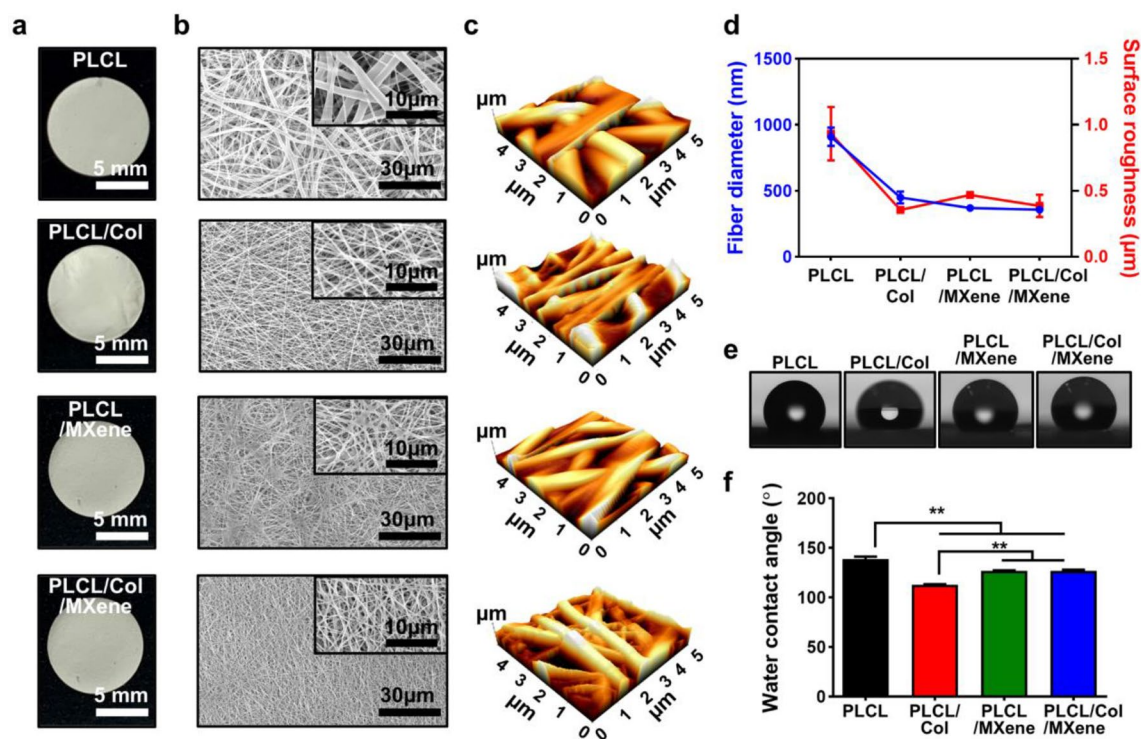 a
PLCL
5 mm
PLCL/Col
5 mm
PLCL
/MXene
5 mm
PLCL/Col
/MXene
5 mm
b
10μm
30μm
10μm
30μm
10μm
30μm
10μm
30μm
c
μm
4 3 2 1 0
μm
0 1 2 3 4 5
μm
4 3 2 1 0
μm
0 1 2 3 4 5
μm
4 3 2 1 0
μm
0 1 2 3 4 5
μm
4 3 2 1 0
μm
0 1 2 3 4 5
d
Fiber diameter (nm)
1500
1000
500
0
Surface roughness (μm)
1.5
1.0
0.5
0.0
PLCL
PLCL/
Col
PLCL
/MXene
PLCL/Col
/MXene
e
PLCL
PLCL/Col
PLCL
/MXene
PLCL/Col
/MXene
f
Water contact angle (°)
200
150
100
50
0
**
**
PLCL
PLCL/
Col
PLCL
/MXene
PLCL/Col
/MXene